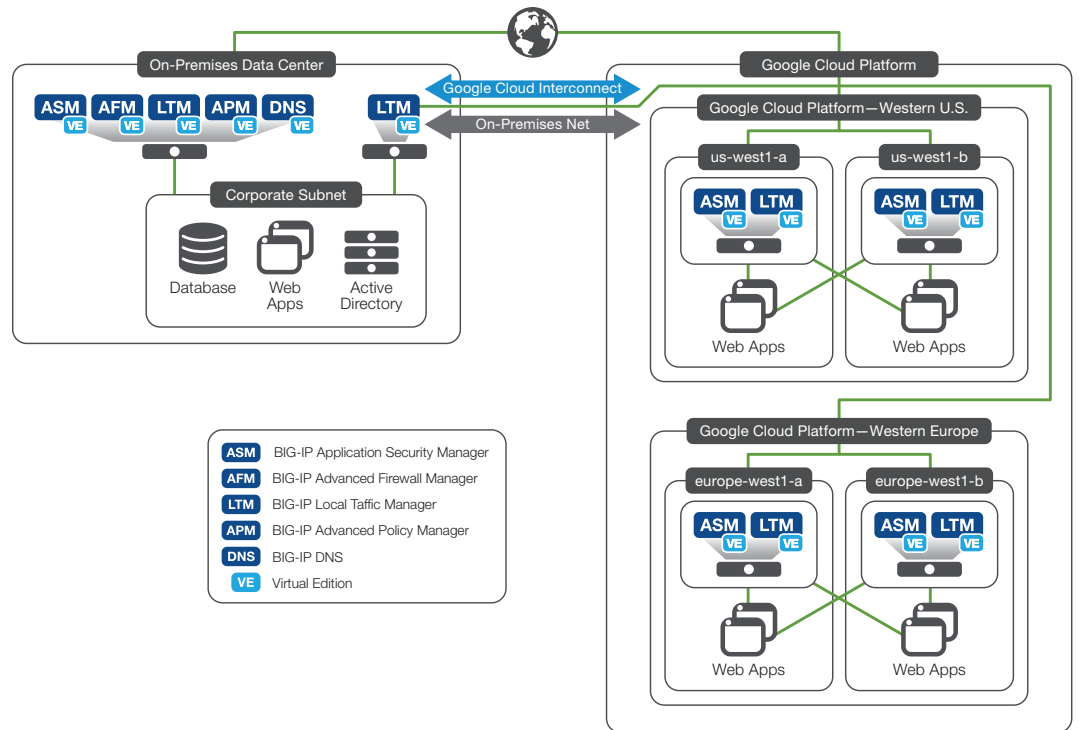 On-Premises Data Center
ASM VE AFM VE LTM VE APM VE DNS VE
LTM VE
Corporate Subnet
Database
Web
Apps
Active
Directory
Google Cloud Interconnect
On-Premises Net
Google Cloud Platform
Google Cloud Platform—Western U.S.
us-west1-a
ASM VE LTM VE
Web Apps
us-west1-b
ASM VE LTM VE
Web Apps
Google Cloud Platform—Western Europe
europe-west1-a
ASM VE LTM VE
Web Apps
europe-west1-b
ASM VE LTM VE
Web Apps
ASM BIG-IP Application Security Manager
AFM BIG-IP Advanced Firewall Manager
LTM BIG-IP Local Taffic Manager
APM BIG-IP Advanced Policy Manager
DNS BIG-IP DNS
VE Virtual Edition